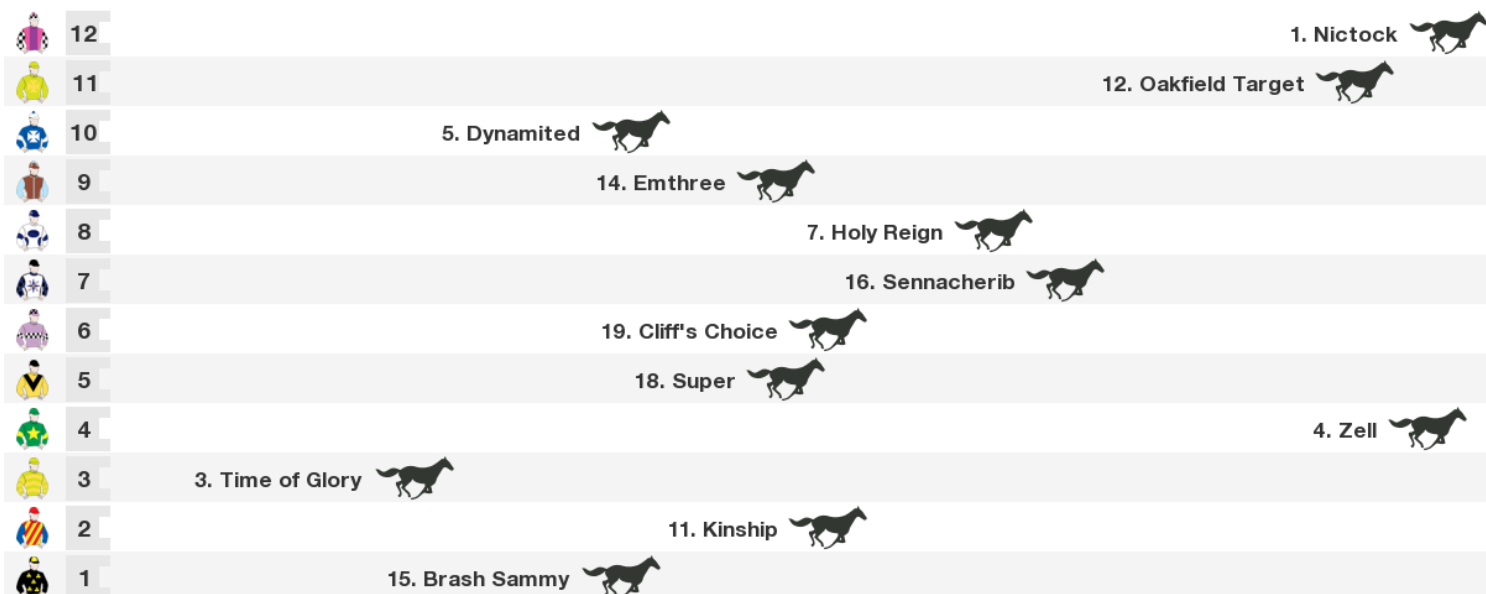 12 1. Nictock
11 12. Oakfield Target
10 5. Dynamited
9 14. Emthree
8 7. Holy Reign
7 16. Sennacherib
6 19. Cliff's Choice
5 18. Super
4 4. Zell
3 3. Time of Glory
2 11. Kinship
1 15. Brash Sammy